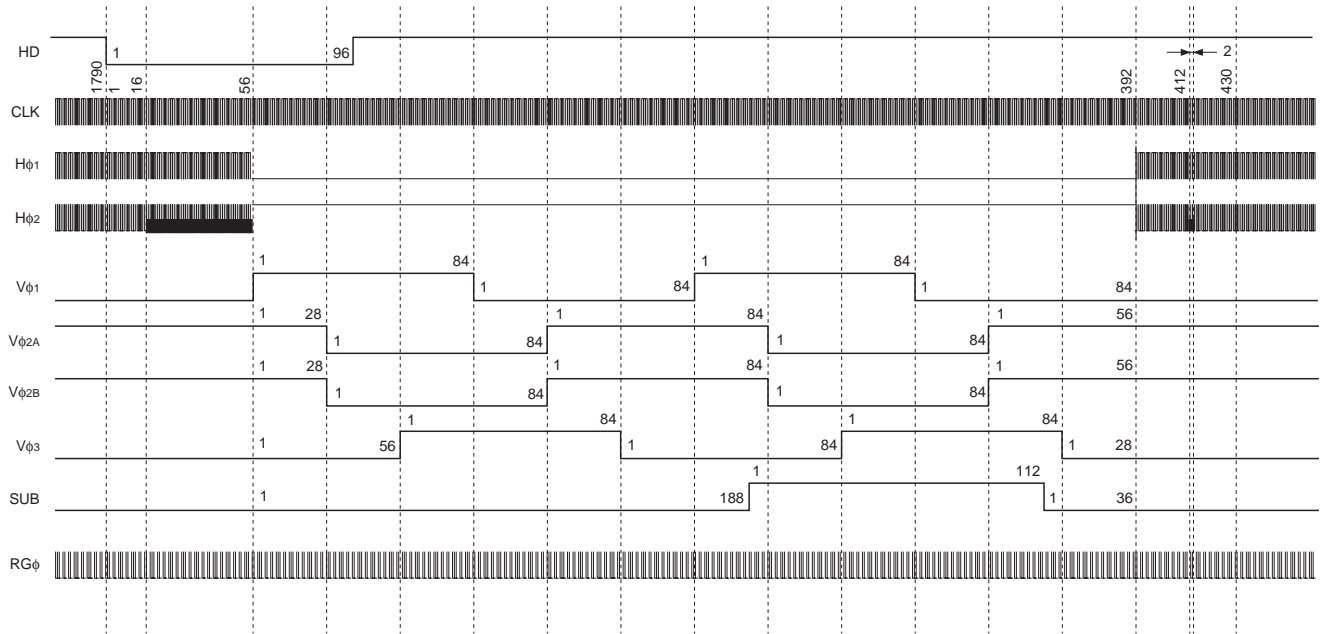 HD 1 96 2
1790 1 16 56 392 412 430
CLK
Hϕ1
Hϕ2
1 84 1 84
Vϕ1 1 84 1 84
1 28 1 84 1 56
Vϕ2A 1 84 1 84
1 28 1 84 1 56
Vϕ2B 1 84 1 84
1 84 1 84
Vϕ3 1 56 1 84 1 28
1 112
SUB 1 188 1 36
RGϕ